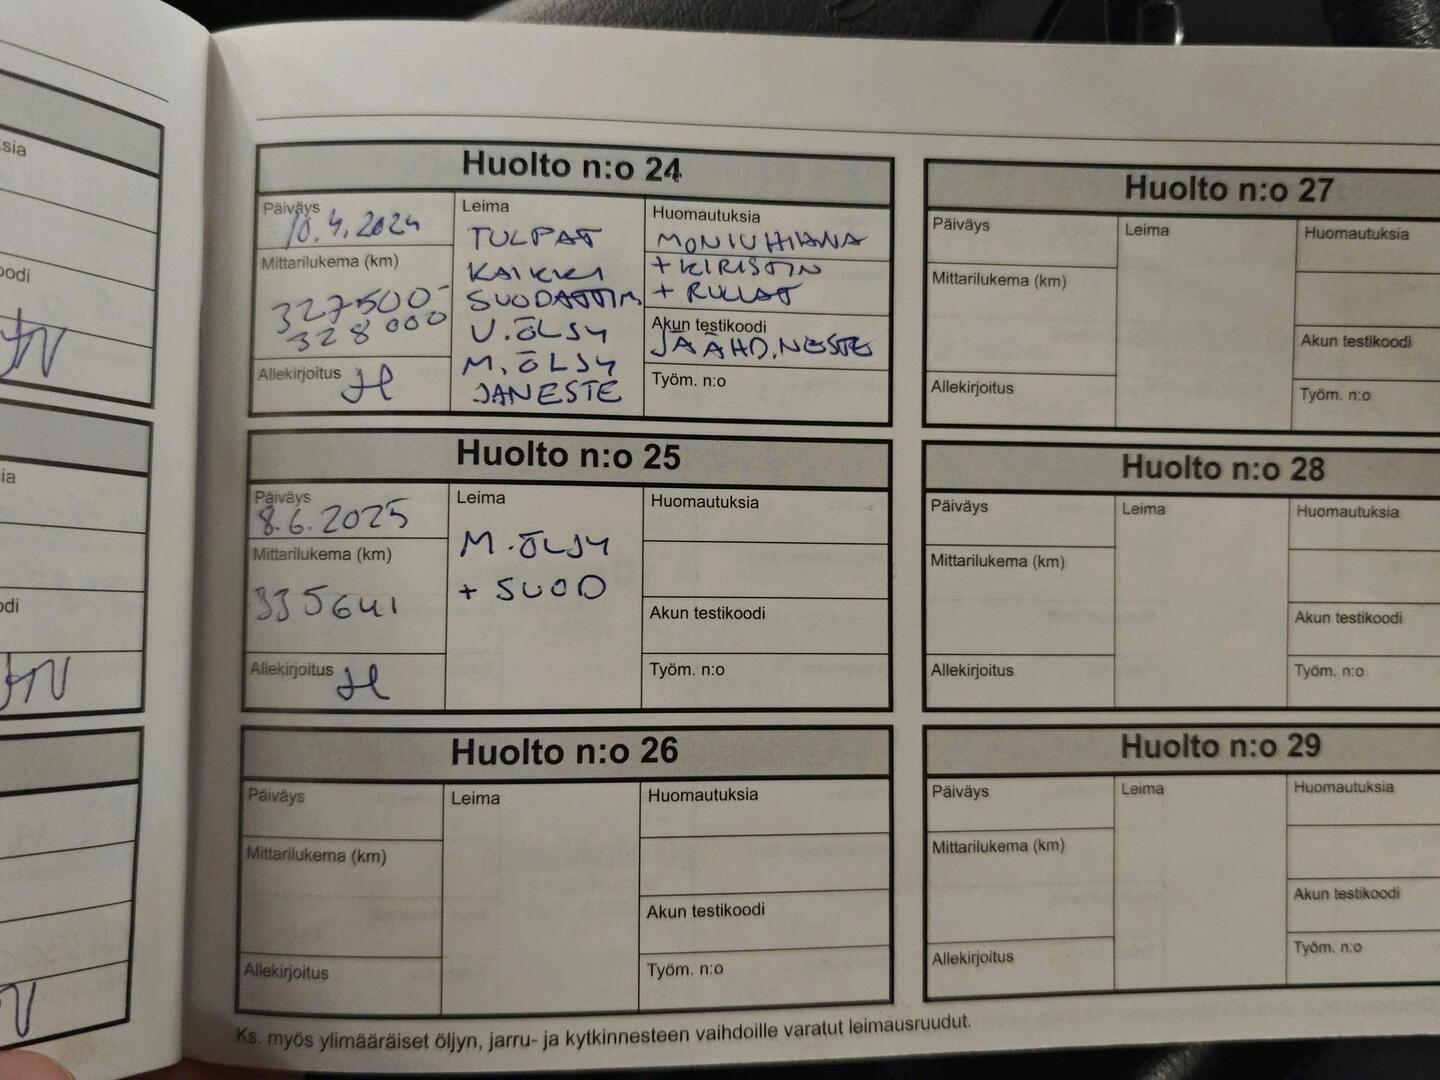 sia
oodi
ia
odi
Huolto n:o 24
Päiväys
10.4.2024
Mittarilukema (km)
327500-
328000
Allekirjoitus
Leima
TULPAT
KAIKKI
SUODATTIM
V.ÖLJY
M.ÖLJY
JANESTE
Huomautuksia
MONIUHIHNA
+ KIRISTIN
+ RULLAT
Akun testikoodi
JÄÄHD.NESTE
Työm. n:o
Huolto n:o 25
Päiväys
8.6.2025
Mittarilukema (km)
335641
Allekirjoitus
Leima
M.ÖLJY
+ SUOD
Huomautuksia
Akun testikoodi
Työm. n:o
Huolto n:o 26
Päiväys
Mittarilukema (km)
Allekirjoitus
Leima
Huomautuksia
Akun testikoodi
Työm. n:o
Huolto n:o 27
Päiväys
Mittarilukema (km)
Allekirjoitus
Leima
Huomautuksia
Akun testikoodi
Työm. n:o
Huolto n:o 28
Päiväys
Mittarilukema (km)
Allekirjoitus
Leima
Huomautuksia
Akun testikoodi
Työm. n:o
Huolto n:o 29
Päiväys
Mittarilukema (km)
Allekirjoitus
Leima
Huomautuksia
Akun testikoodi
Työm. n:o
Ks. myös ylimääräiset öljyn, jarru- ja kytkinnesteen vaihdoille varatut leimausruudut.